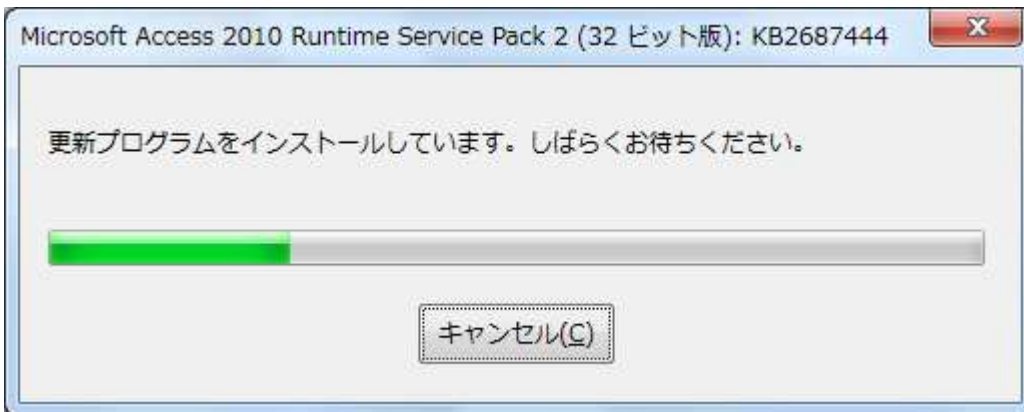 Microsoft Access 2010 Runtime Service Pack 2 (32 ビット版): KB2687444
更新プログラムをインストールしています。しばらくお待ちください。
キャンセル(C)